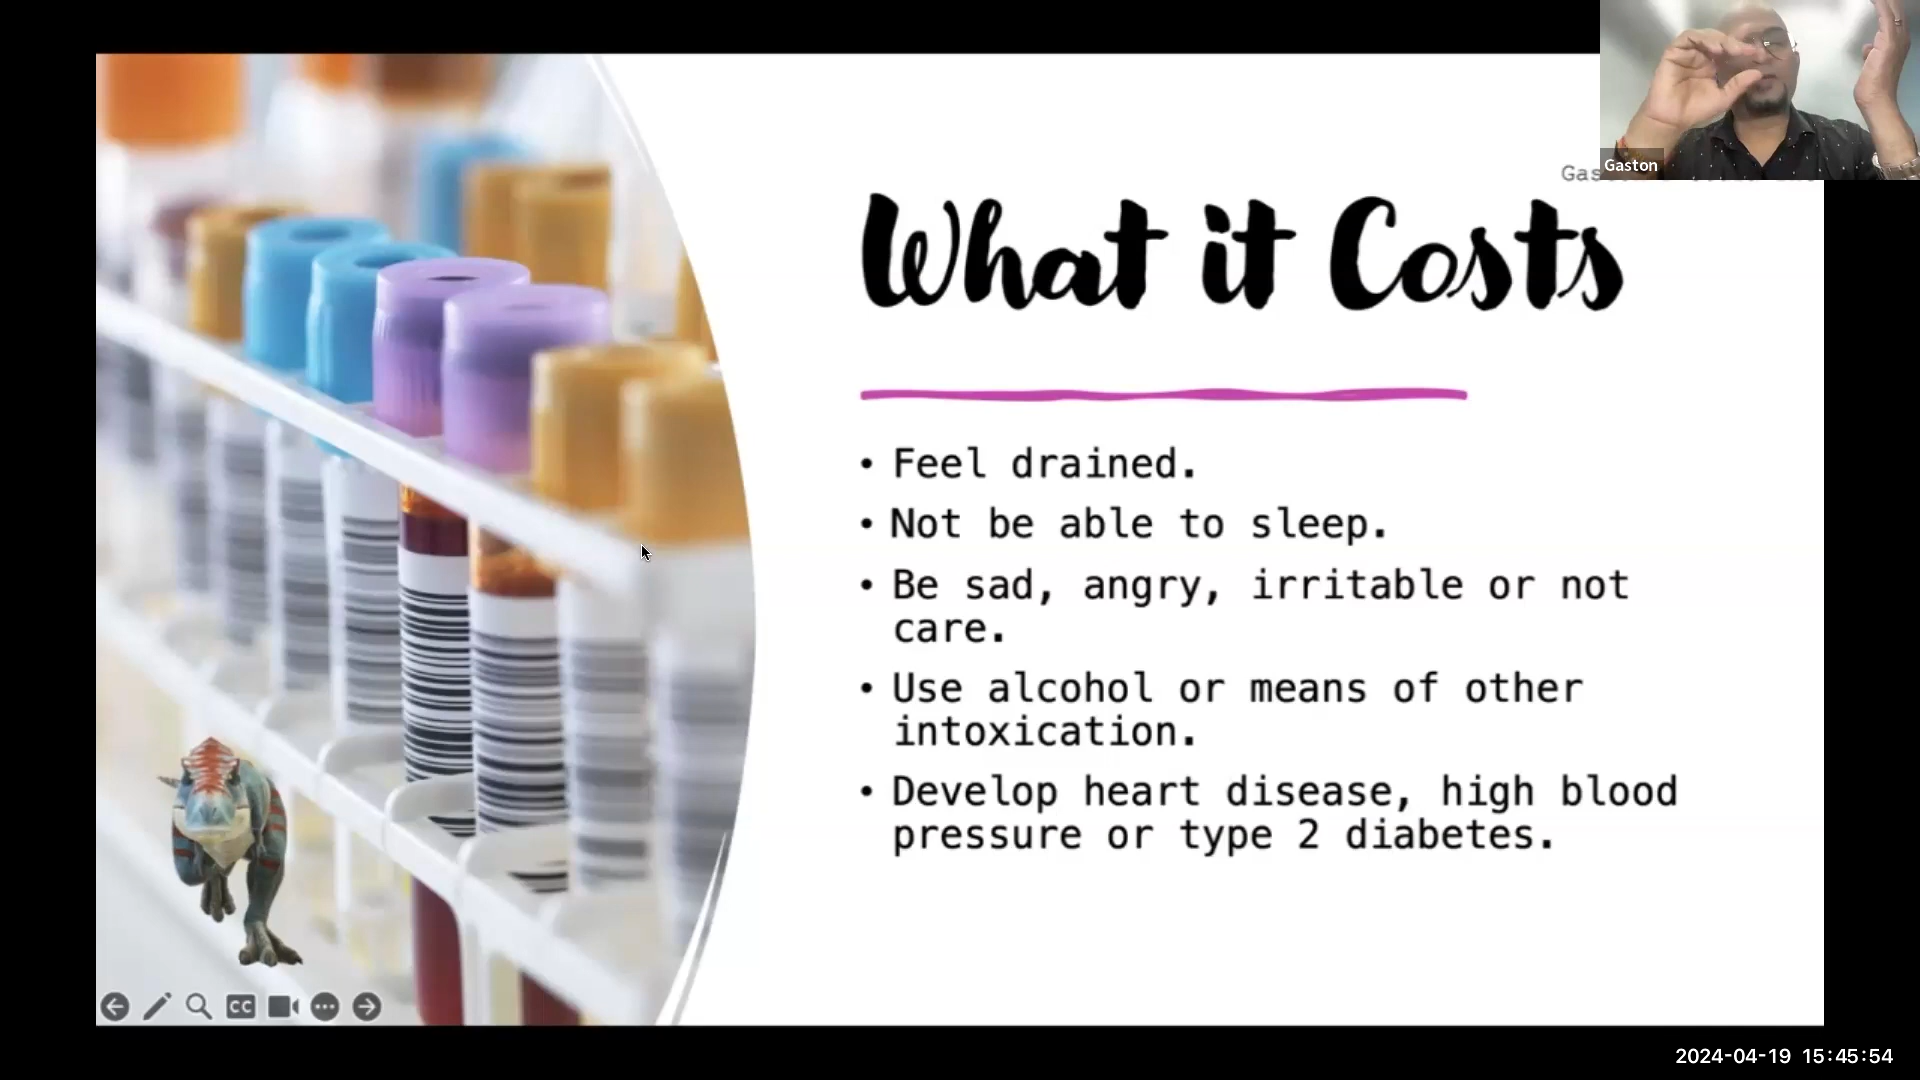 Gaston
What it Costs
• Feel drained.
• Not be able to sleep.
• Be sad, angry, irritable or not
care.
• Use alcohol or means of other
intoxication.
• Develop heart disease, high blood
pressure or type 2 diabetes.
CC
2024-04-19 15:45:54